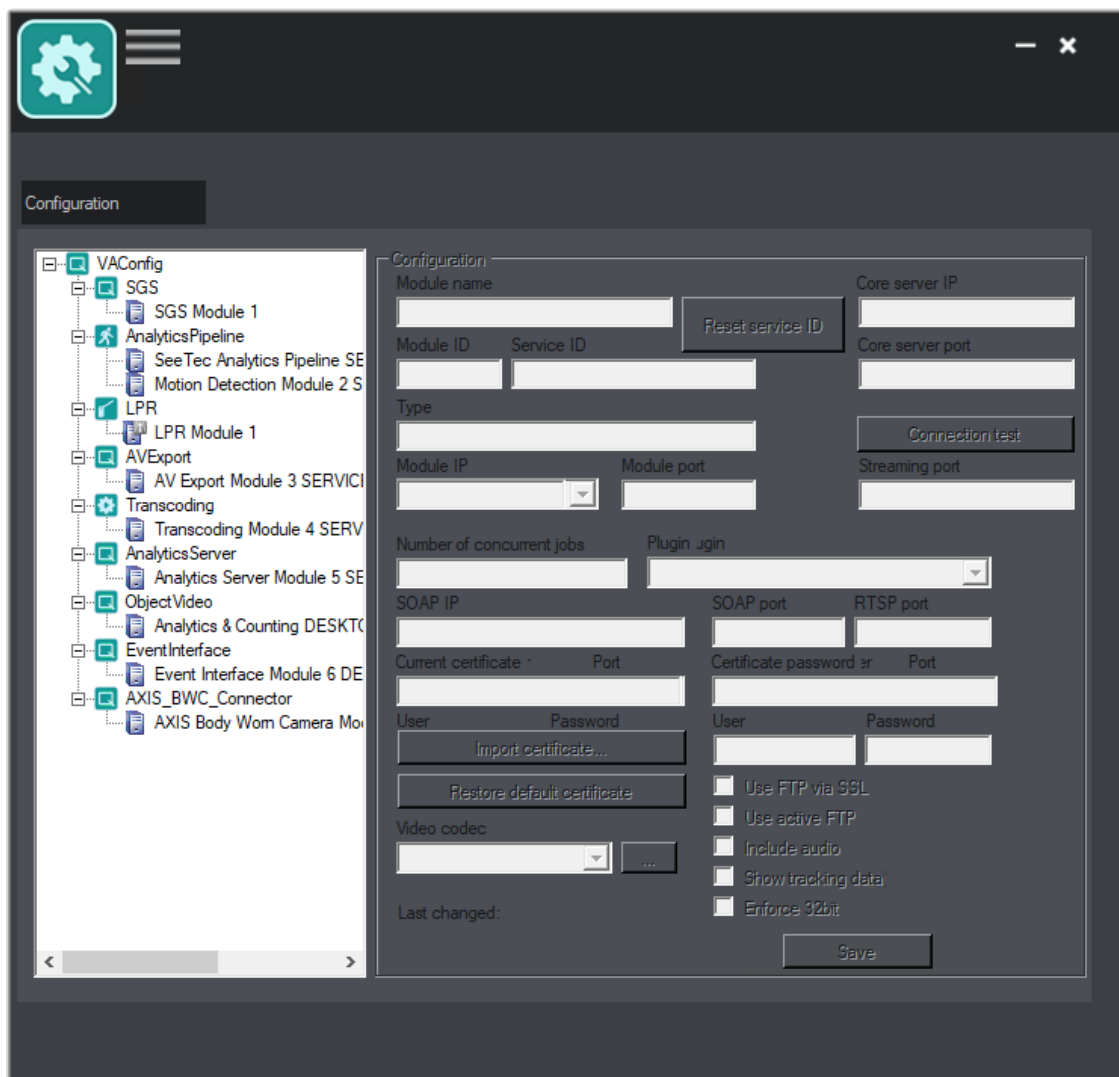 Configuration
VAConfig
SGS
SGS Module 1
AnalyticsPipeline
SeeTec Analytics Pipeline SE
Motion Detection Module 2 S
LPR
LPR Module 1
AVExport
AV Export Module 3 SERVICI
Transcoding
Transcoding Module 4 SERV
AnalyticsServer
Analytics Server Module 5 SE
ObjectVideo
Analytics & Counting DESKT(
EventInterface
Event Interface Module 6 DE
AXIS_BWC_Connector
AXIS Body Worn Camera Mo
Configuration
Module name
Core server IP
Reset service ID
Module ID Service ID
Core server port
Type
Connection test
Module IP Module port
Streaming port
Number of concurrent jobs Plugin
SOAP IP SOAP port RTSP port
Current certificate Port Certificate password Port
User Password User Password
Import certificate...
Restore default certificate
Use FTP via SSL
Use active FTP
Video codec
Include audio
...
Show tracking data
Last changed:
Enforce 32bit
Save